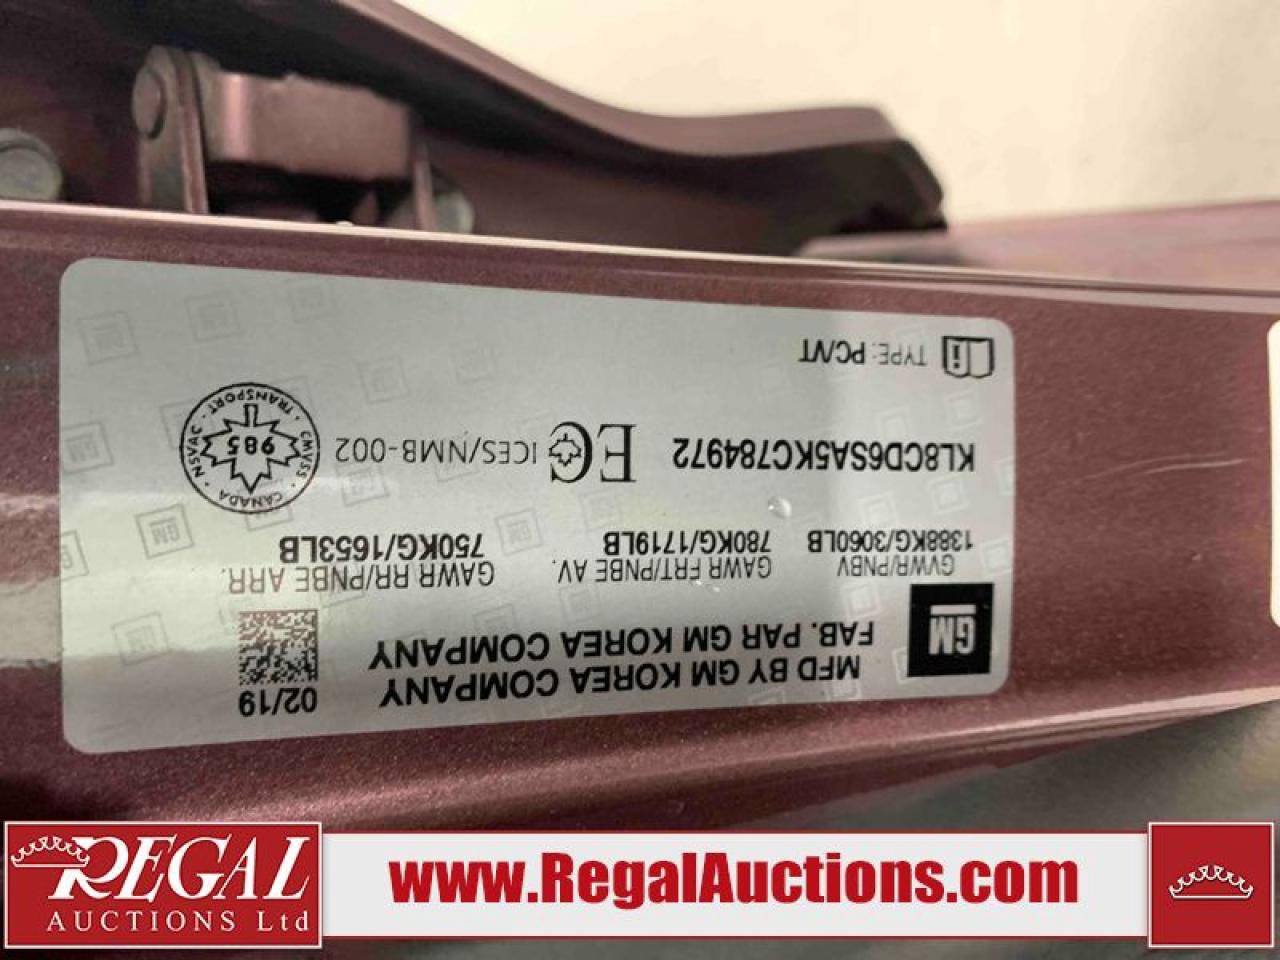 MFD BY GM KOREA COMPANY 02/19
FAB. PAR GM KOREA COMPANY
GM
GVWR/PNBV GAWR FRT/PNBE AV. GAWR RR/PNBE ARR.
1388KG/3060LB 780KG/1719LB 750KG/1653LB
KL8CD6SA5KC784972 EC ICES/NMB-002
CANADA · CMVSS · TRANSPORT · NSVAC ·
985
TYPE: PC/VT
REGAL
AUCTIONS Ltd
www.RegalAuctions.com